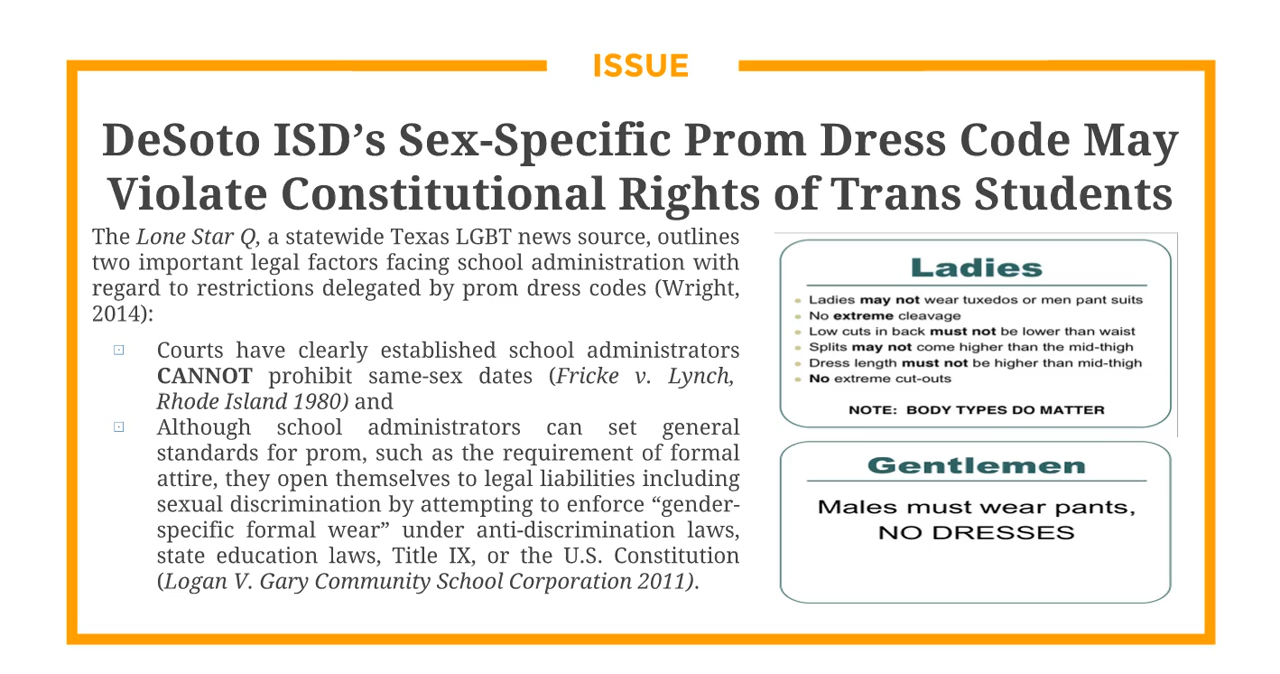 ISSUE
DeSoto ISD's Sex-Specific Prom Dress Code May
Violate Constitutional Rights of Trans Students
The Lone Star Q, a statewide Texas LGBT news source, outlines
two important legal factors facing school administration with
regard to restrictions delegated by prom dress codes (Wright,
2014):
Courts have clearly established school administrators
CANNOT prohibit same-sex dates (Fricke v. Lynch,
Rhode Island 1980) and
Although school administrators can set general
standards for prom, such as the requirement of formal
attire, they open themselves to legal liabilities including
sexual discrimination by attempting to enforce “gender-
specific formal wear” under anti-discrimination laws,
state education laws, Title IX, or the U.S. Constitution
(Logan V. Gary Community School Corporation 2011).
Ladies
Ladies may not wear tuxedos or men pant suits
No extreme cleavage
Low cuts in back must not be lower than waist
Splits may not come higher than the mid-thigh
Dress length must not be higher than mid-thigh
No extreme cut-outs
NOTE: BODY TYPES DO MATTER
Gentlemen
Males must wear pants,
NO DRESSES